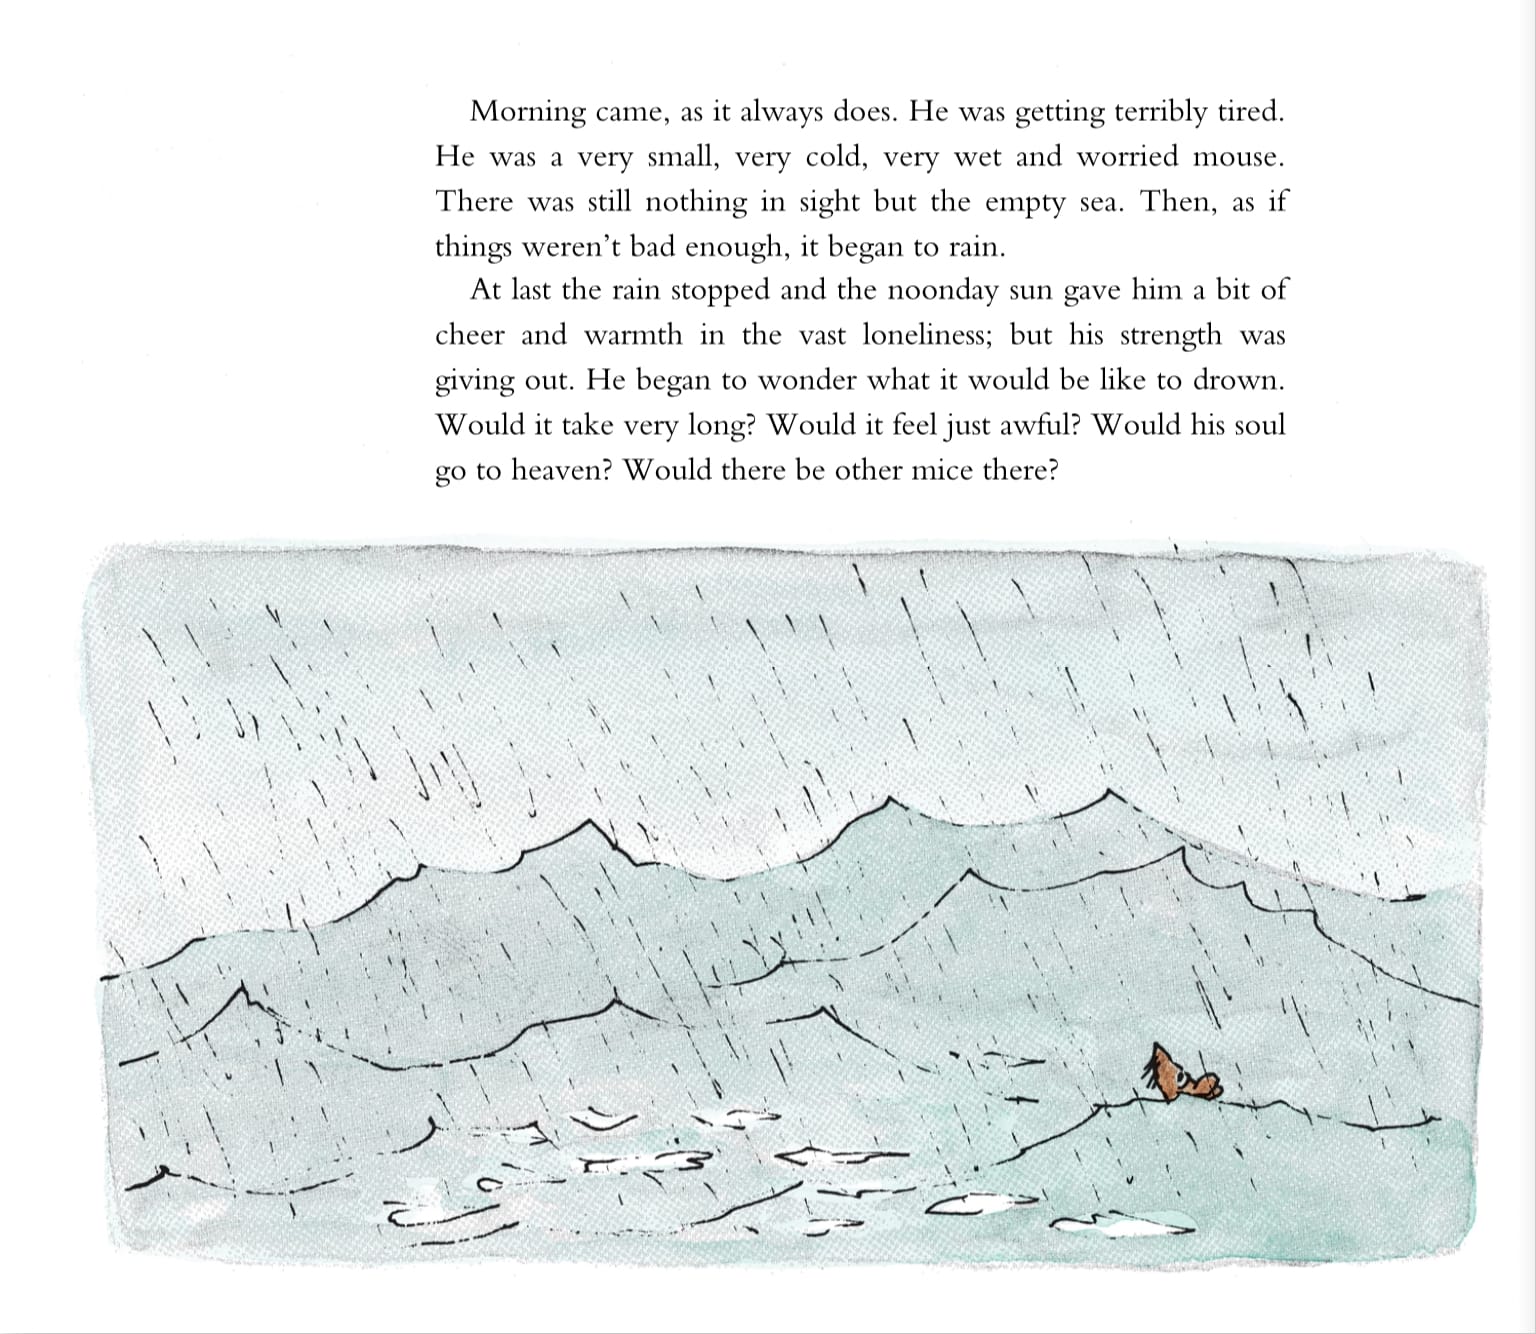 Morning came, as it always does. He was getting terribly tired.
He was a very small, very cold, very wet and worried mouse.
There was still nothing in sight but the empty sea. Then, as if
things weren’t bad enough, it began to rain.
At last the rain stopped and the noonday sun gave him a bit of
cheer and warmth in the vast loneliness; but his strength was
giving out. He began to wonder what it would be like to drown.
Would it take very long? Would it feel just awful? Would his soul
go to heaven? Would there be other mice there?